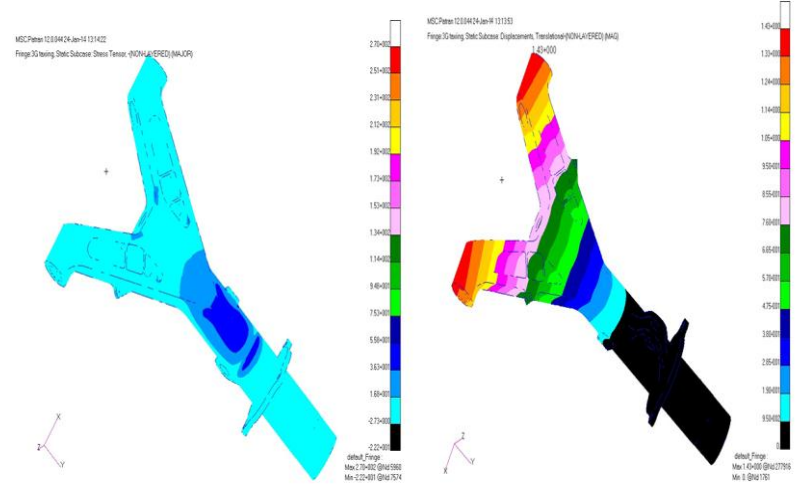 MSC.Patran 12.0.044 24-Jan-14 13:14:22
Fringe:3G taxing, Static Subcase: Stress Tensor, -(NON-LAYERED) (MAJOR)
2.70+002
2.51+002
2.31+002
2.12+002
1.92+002
1.73+002
1.53+002
1.34+002
1.14+002
9.48+001
7.53+001
5.58+001
3.63+001
1.68+001
-2.73+000
-2.22+001
X
Z
Y
default_Fringe :
Max 2.70+002 @Nd 5960
Min -2.22+001 @Nd 7574
MSC.Patran 12.0.044 24-Jan-14 13:13:53
Fringe:3G taxing, Static Subcase: Displacements, Translational-(NON-LAYERED) (MAG)
1.43+000
1.43+000
1.33+000
1.24+000
1.14+000
1.05+000
9.50-001
8.55-001
7.60-001
6.65-001
5.70-001
4.75-001
3.80-001
2.85-001
1.90-001
9.50-002
0.
Z
X
Y
default_Fringe :
Max 1.43+000 @Nd 277916
Min 0. @Nd 1761